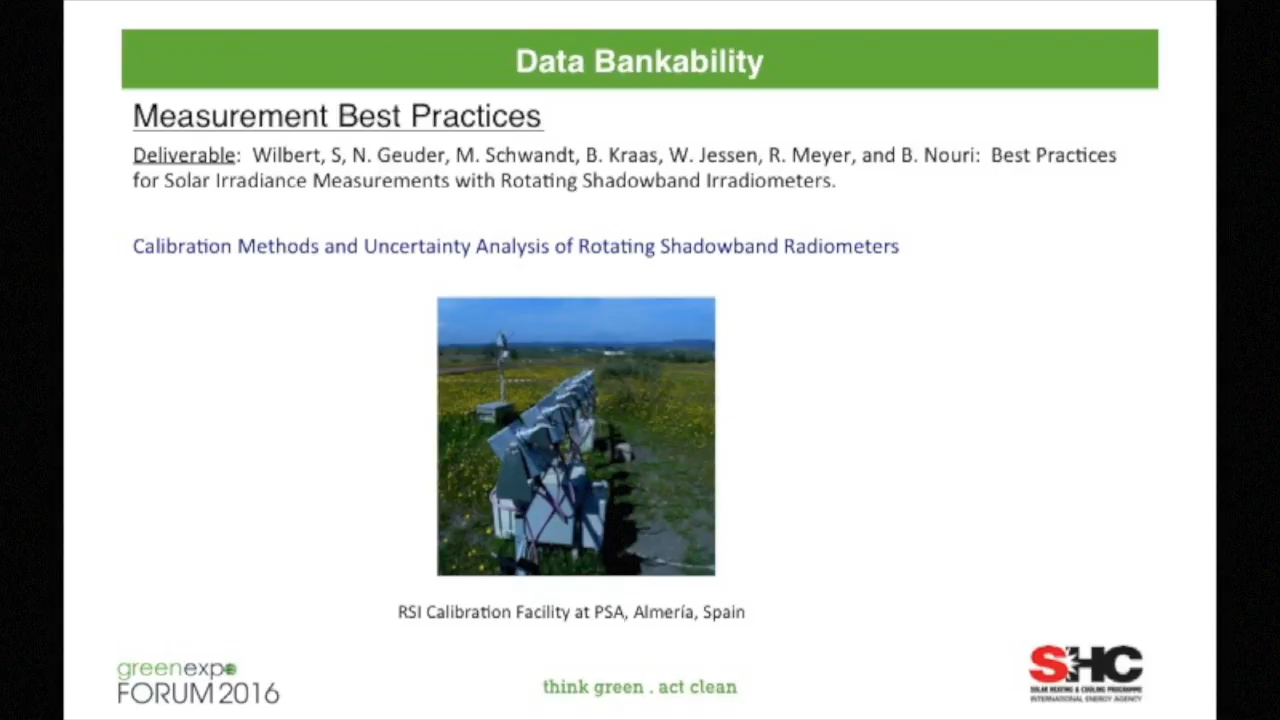 Data Bankability
Measurement Best Practices
Deliverable: Wilbert, S, N. Geuder, M. Schwandt, B. Kraas, W. Jessen, R. Meyer, and B. Nouri: Best Practices
for Solar Irradiance Measurements with Rotating Shadowband Irradiometers.
Calibration Methods and Uncertainty Analysis of Rotating Shadowband Radiometers
RSI Calibration Facility at PSA, Almería, Spain
greenexpo
FORUM 2016
think green . act clean
SHC
SOLAR HEATING & COOLING PROGRAMME
INTERNATIONAL ENERGY AGENCY